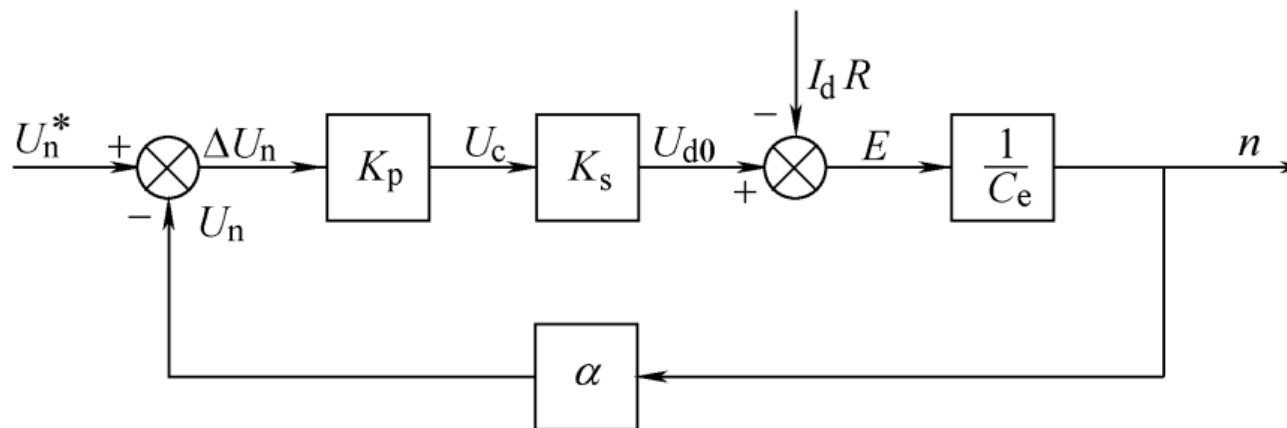 I_d R
U_n^* + ΔU_n K_p U_c K_s U_d0 + − E 1/C_e n
− U_n
α